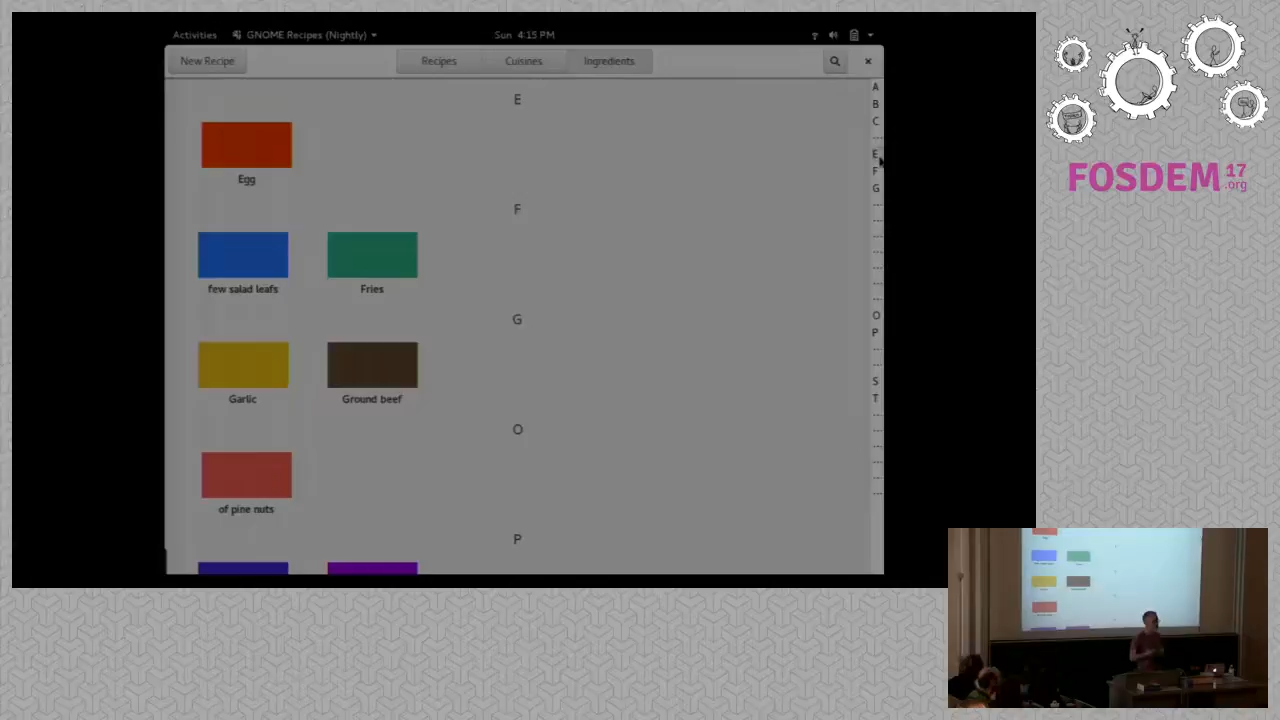 Activities GNOME Recipes (Nightly) Sun 4:15 PM
New Recipe Recipes Cuisines Ingredients
A
B
C
E
F
G
O
P
S
T
E
Egg
F
few salad leafs Fries
G
Garlic Ground beef
O
of pine nuts
P
FOSDEM 17
.org